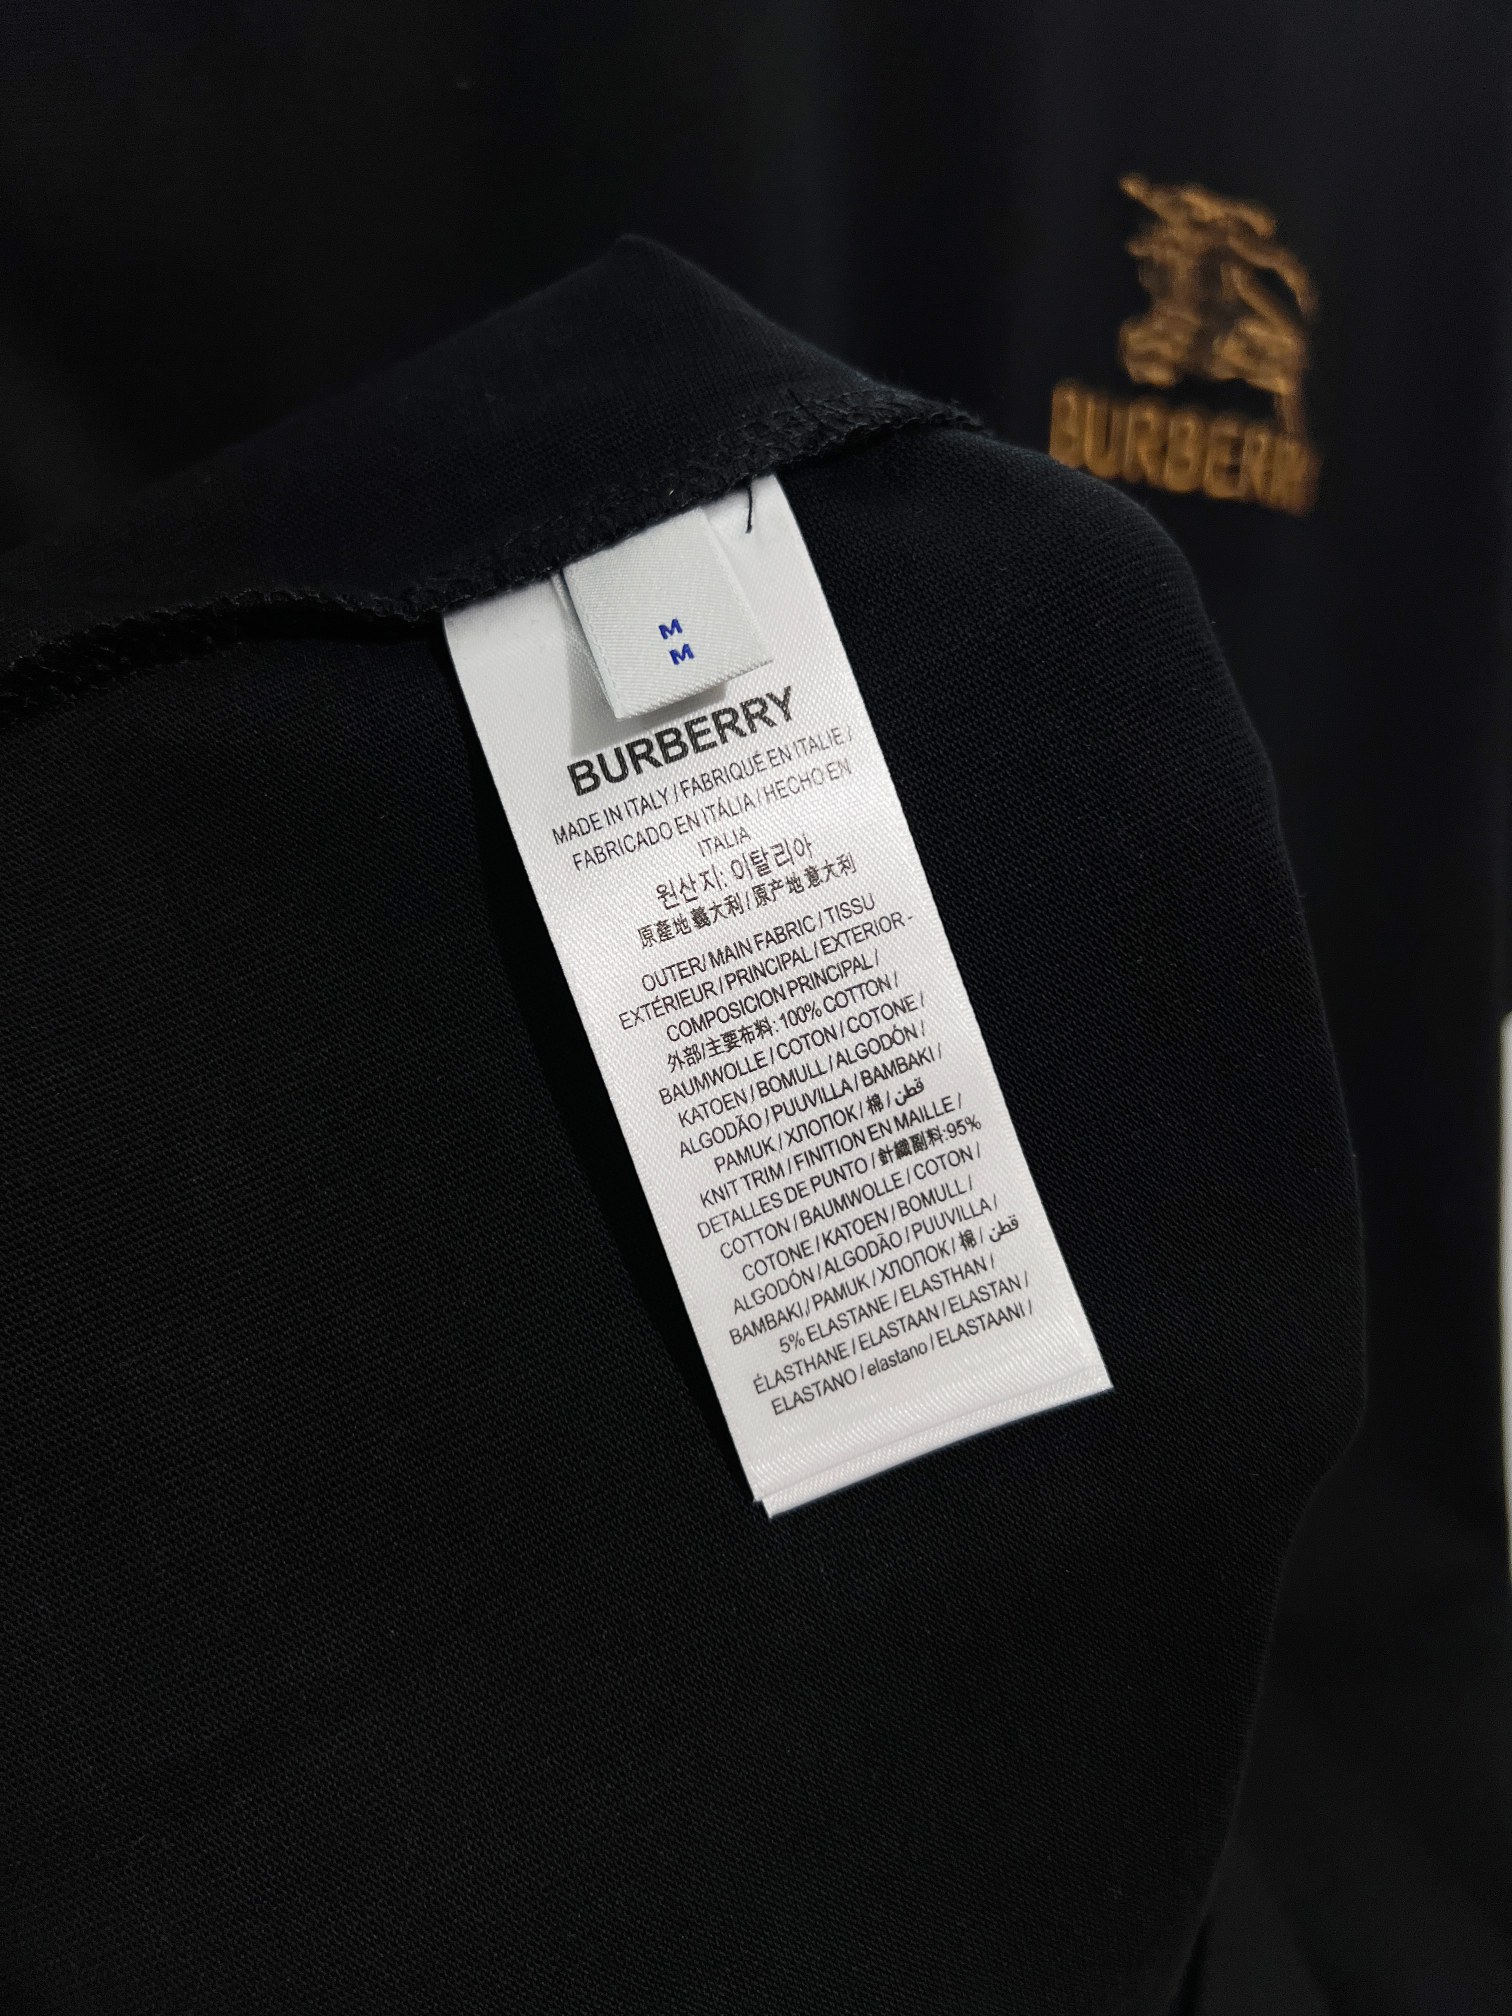 BURBERRY
M
M
BURBERRY
MADE IN ITALY / FABRIQUÉ EN ITALIE /
FABRICADO EN ITÁLIA / HECHO EN
ITALIA
원산지: 이탈리아
原產地義大利 / 原产地意大利
OUTER/ MAIN FABRIC / TISSU
EXTÉRIEUR / PRINCIPAL / EXTERIOR -
COMPOSICION PRINCIPAL /
外部/主要布料: 100% COTTON /
BAUMWOLLE / COTON / COTONE /
KATOEN / BOMULL / ALGODÓN /
ALGODÃO / PUUVILLA / BAMBAKI /
PAMUK / ХЛОПОК / 棉 / قطن
KNIT TRIM / FINITION EN MAILLE /
DETALLES DE PUNTO / 針織副料:95%
COTTON / BAUMWOLLE / COTON /
COTONE / KATOEN / BOMULL /
ALGODÓN / ALGODÃO / PUUVILLA /
BAMBAKI / PAMUK / ХЛОПОК / 棉 / قطن
5% ELASTANE / ELASTHAN /
ÉLASTHANE / ELASTAAN / ELASTAN /
ELASTANO / elastano / ELASTAANI /